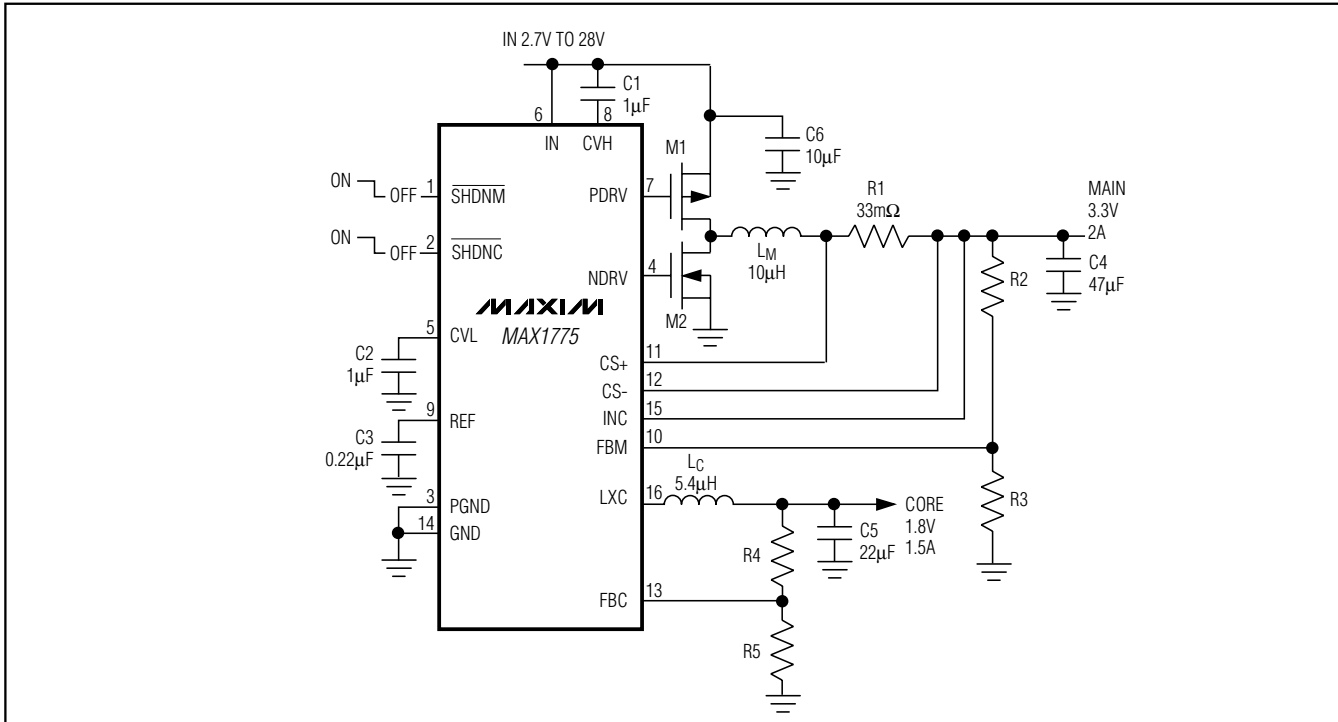 IN 2.7V TO 28V
C1
1μF
6
8
IN
CVH
C6
10μF
M1
ON
OFF
1
SHDNM
PDRV
7
R1
33mΩ
MAIN
3.3V
2A
ON
OFF
2
SHDNC
LM
10μH
NDRV
4
C4
47μF
R2
M2
MAXIM
MAX1775
5
CVL
C2
1μF
CS+
11
CS-
12
INC
15
FBM
10
9
REF
C3
0.22μF
LC
5.4μH
LXC
16
CORE
1.8V
1.5A
R3
3
PGND
14
GND
C5
22μF
R4
FBC
13
R5